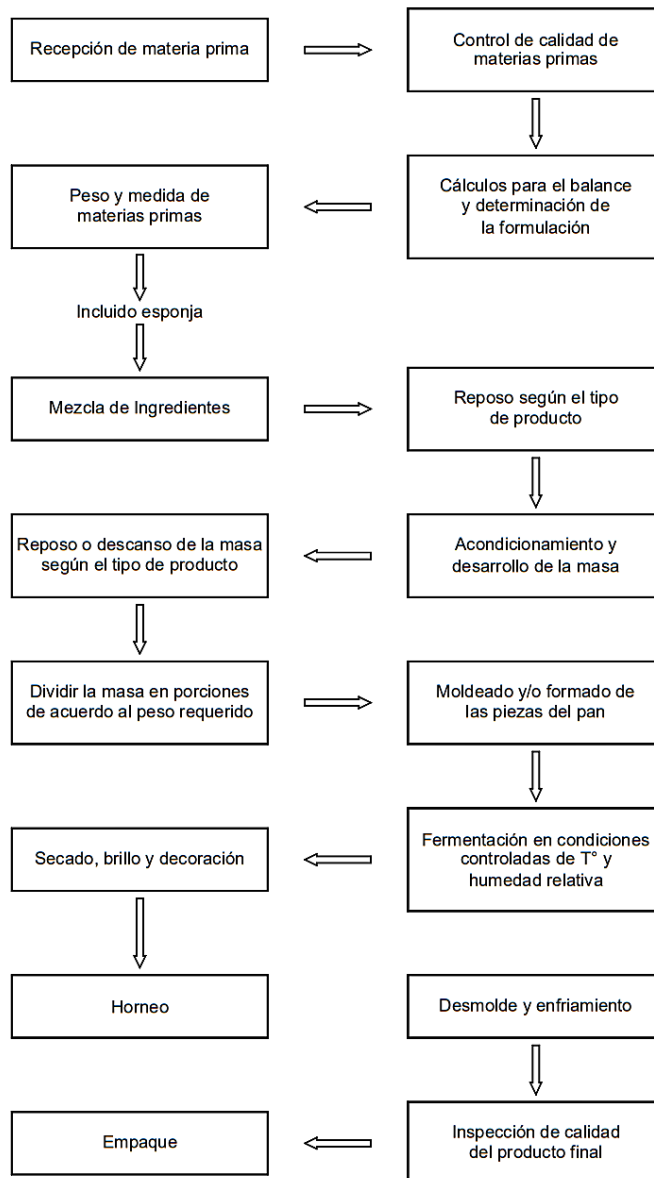 Recepción de materia prima
Control de calidad de
materias primas
Cálculos para el balance
y determinación de
la formulación
Peso y medida de
materias primas
Incluido esponja
Mezcla de Ingredientes
Reposo según el tipo
de producto
Acondicionamiento y
desarrollo de la masa
Reposo o descanso de la masa
según el tipo de producto
Dividir la masa en porciones
de acuerdo al peso requerido
Moldeado y/o formado de
las piezas del pan
Fermentación en condiciones
controladas de T° y
humedad relativa
Secado, brillo y decoración
Horneo
Desmolde y enfriamiento
Inspección de calidad
del producto final
Empaque